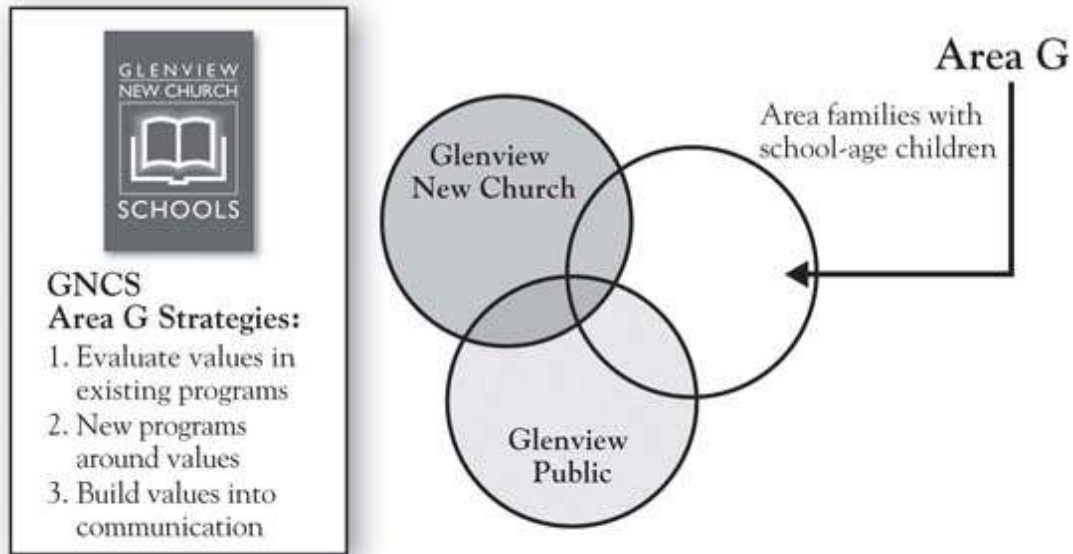 GLENVIEW
NEW CHURCH
SCHOOLS
GNCS
Area G Strategies:
1. Evaluate values in
existing programs
2. New programs
around values
3. Build values into
communication
Glenview
New Church
Glenview
Public
Area G
Area families with
school-age children